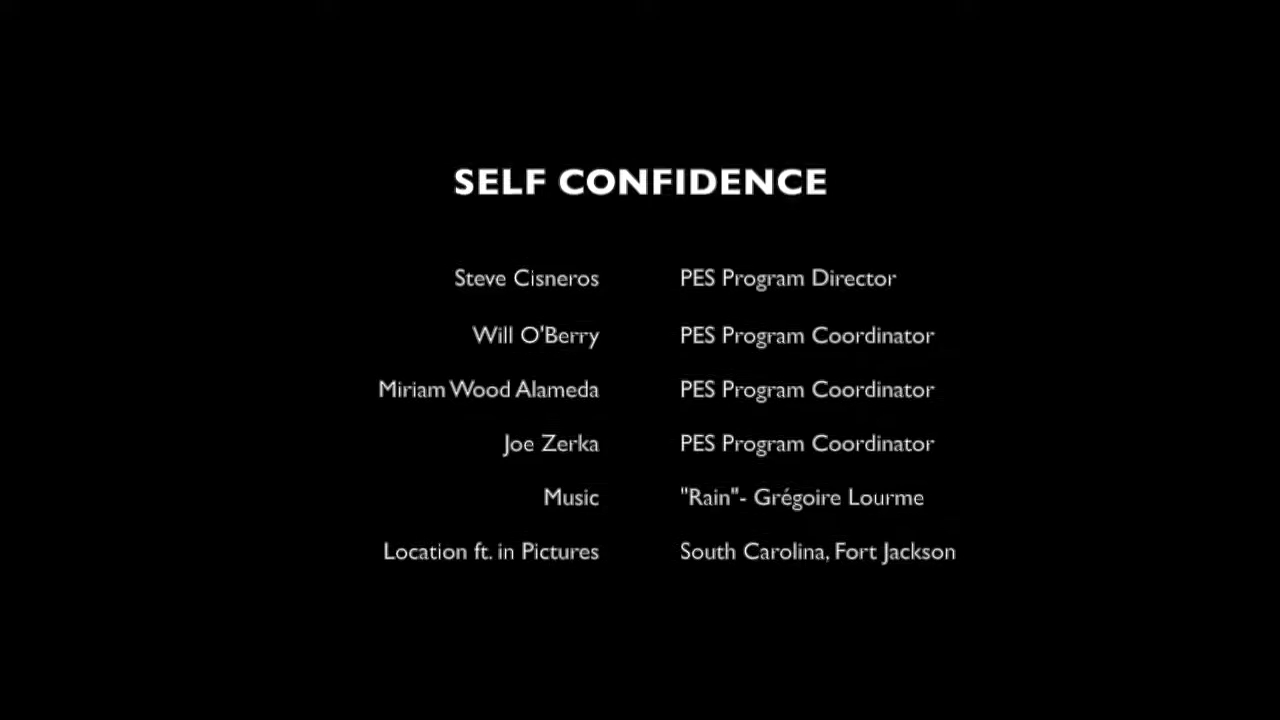 SELF CONFIDENCE
Steve Cisneros PES Program Director
Will O'Berry PES Program Coordinator
Miriam Wood Alameda PES Program Coordinator
Joe Zerka PES Program Coordinator
Music "Rain"- Grégoire Lourme
Location ft. in Pictures South Carolina, Fort Jackson